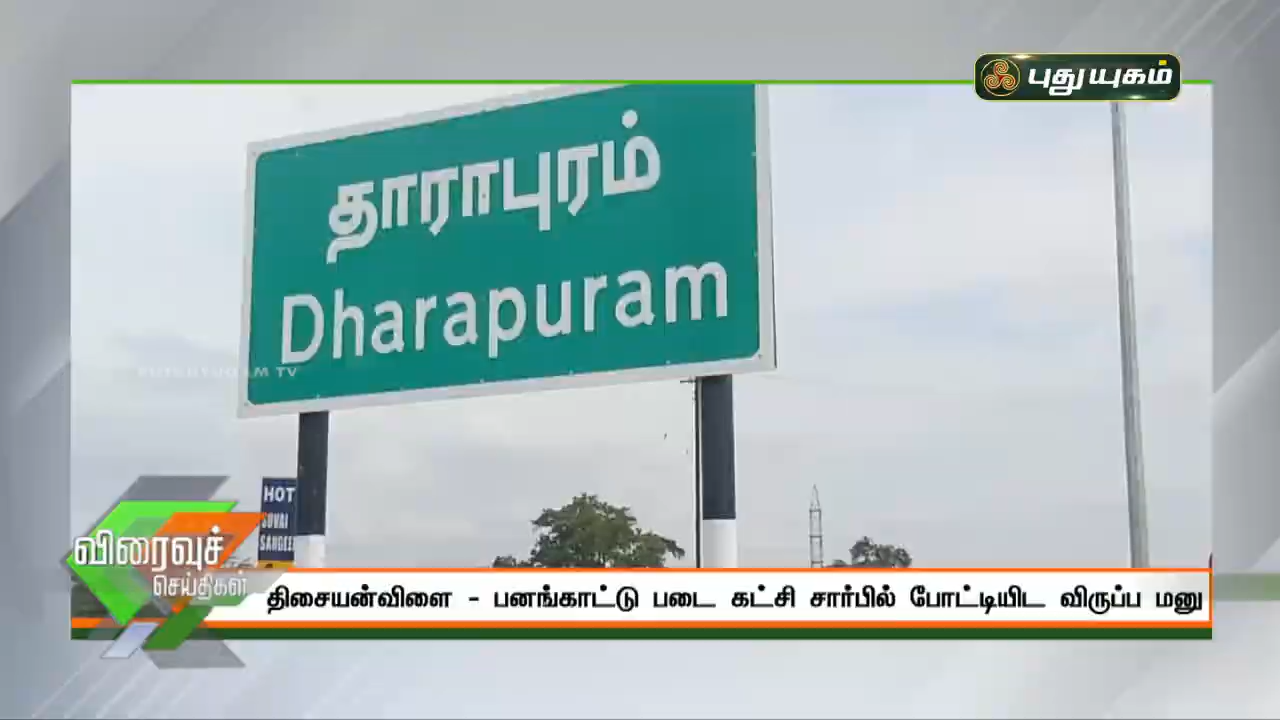 புதுயுகம்
தாராபுரம்
Dharapuram
HOT
விரைவுச்
செய்திகள்
திசையன்விளை - பனங்காட்டு படை கட்சி சார்பில் போட்டியிட விருப்ப மனு